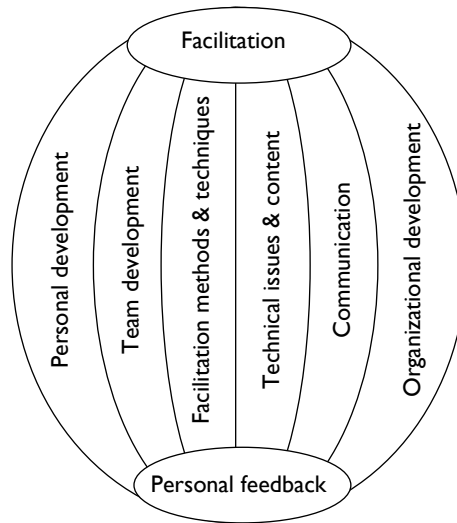 Facilitation
Personal development
Team development
Facilitation methods & techniques
Technical issues & content
Communication
Organizational development
Personal feedback